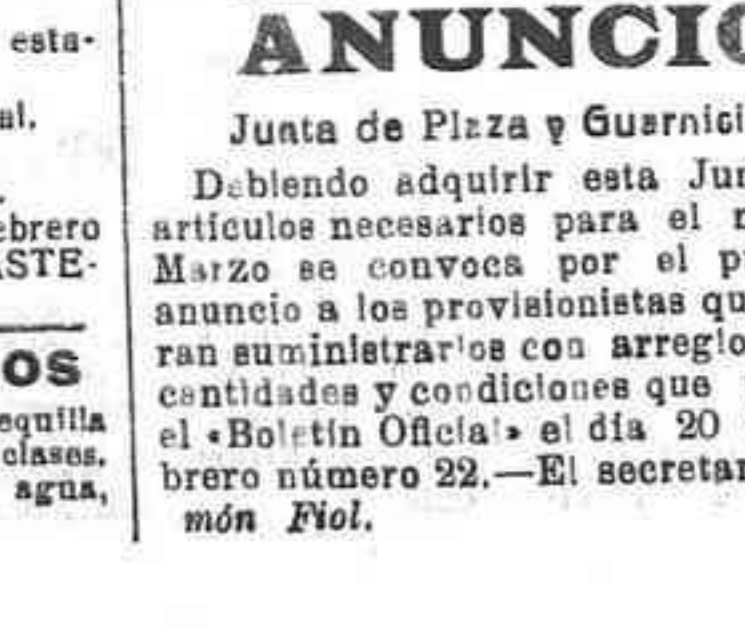 esta-
al.
ebrero
ASTE-
OS
equilla
clases.
agua,
ANUNCIO
Junta de Plaza y Guarnici
Debiendo adquirir esta Jun
artículos necesarios para el m
Marzo se convoca por el pr
anuncio a los provisionistas qu
ran suministrarlos con arreglo
cantidades y condiciones que
el «Boletín Oficial» el día 20
brero número 22.—El secretar
món Fiol.